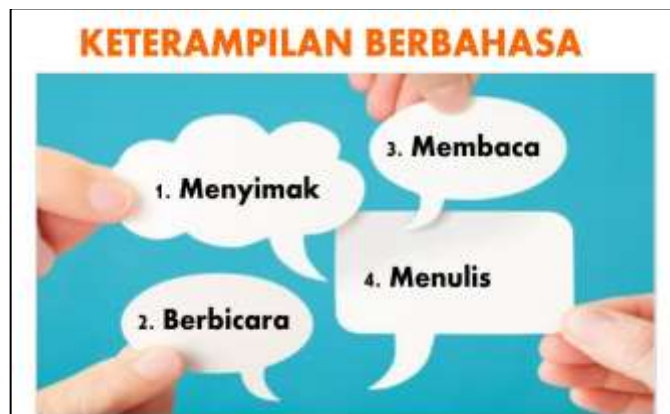 KETERAMPILAN BERBAHASA
1. Menyimak
2. Berbicara
3. Membaca
4. Menulis